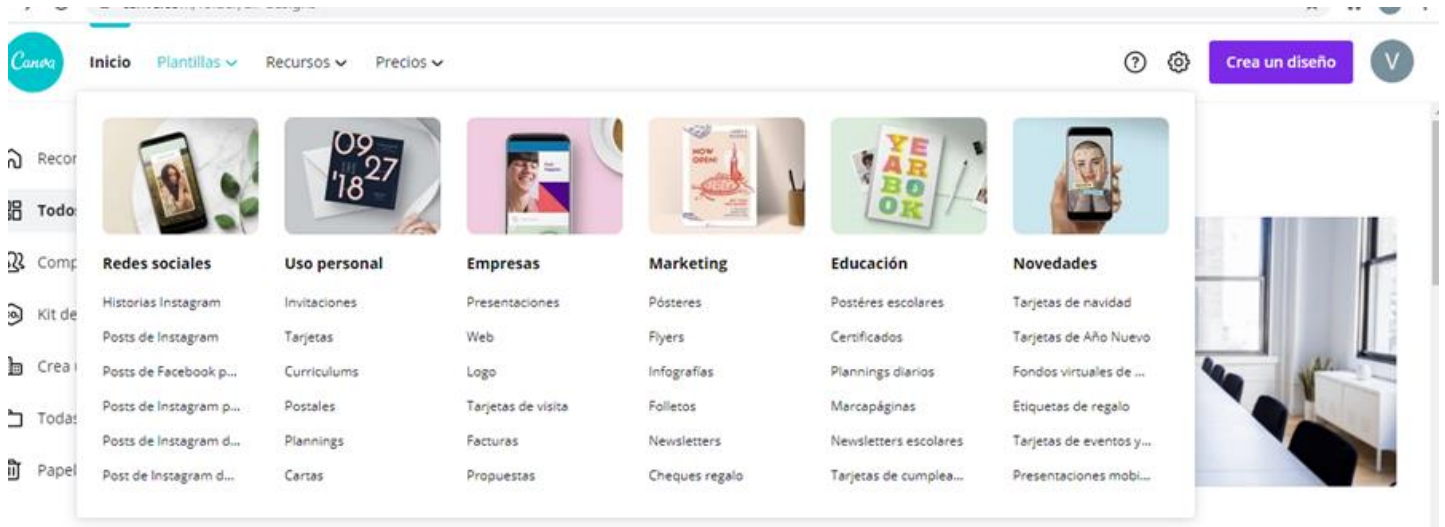 Canva
Inicio Plantillas Recursos Precios
Crea un diseño
V
Recor
Todos
Comp
Kit de
Crea
Todas
Papel
09
27
'18
NOW OPEN!
YE
AR
BO
OK
Redes sociales
Historias Instagram
Posts de Instagram
Posts de Facebook p...
Posts de Instagram p...
Posts de Instagram d...
Post de Instagram d...
Uso personal
Invitaciones
Tarjetas
Curriculums
Postales
Plannings
Cartas
Empresas
Presentaciones
Web
Logo
Tarjetas de visita
Facturas
Propuestas
Marketing
Pósteres
Flyers
Infografías
Folletos
Newsletters
Cheques regalo
Educación
Postéres escolares
Certificados
Plannings diarios
Marcapáginas
Newsletters escolares
Tarjetas de cumplea...
Novedades
Tarjetas de navidad
Tarjetas de Año Nuevo
Fondos virtuales de ...
Etiquetas de regalo
Tarjetas de eventos y...
Presentaciones mobi...